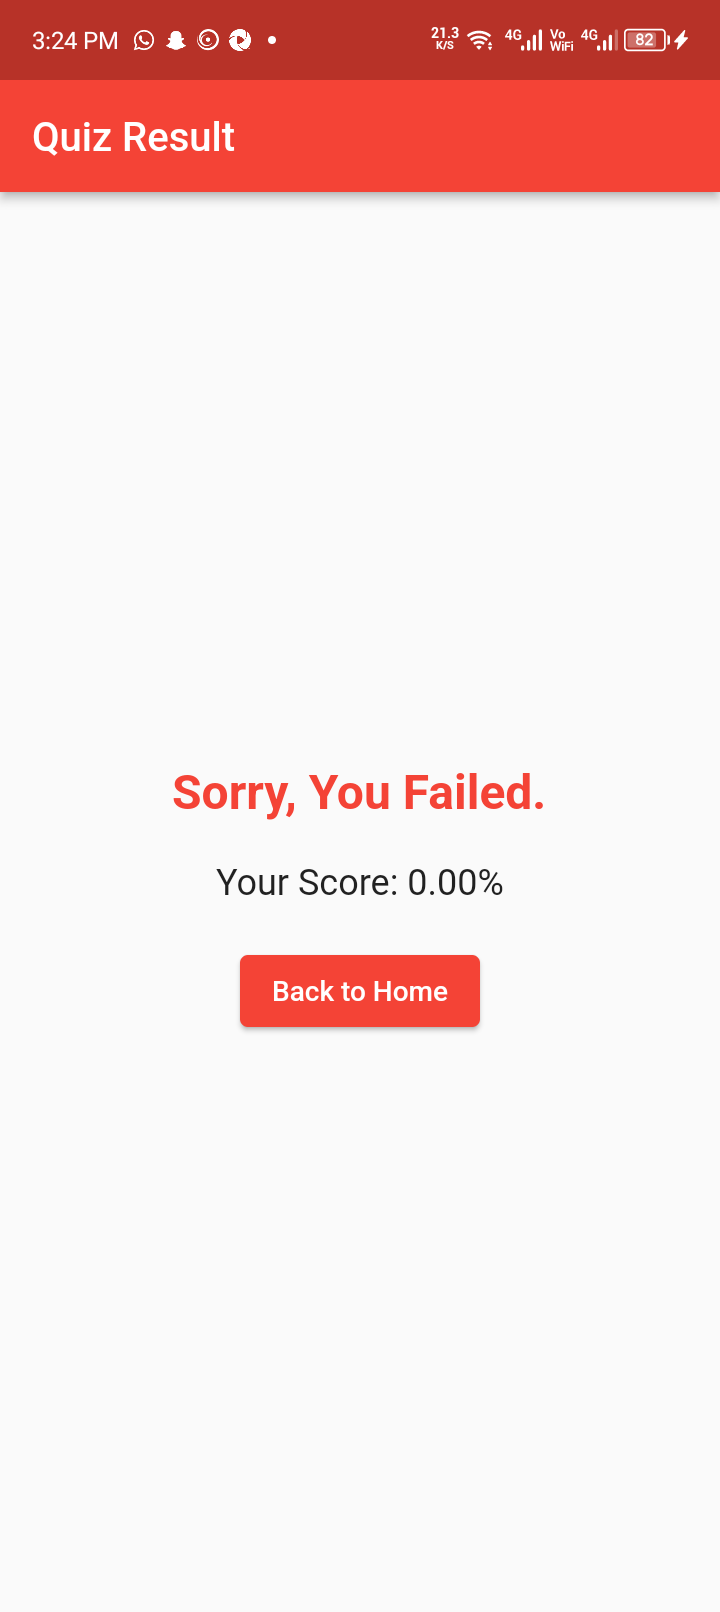 3:24 PM 21.3 K/S 4G Vo WiFi 4G 82
Quiz Result
Sorry, You Failed.
Your Score: 0.00%
Back to Home